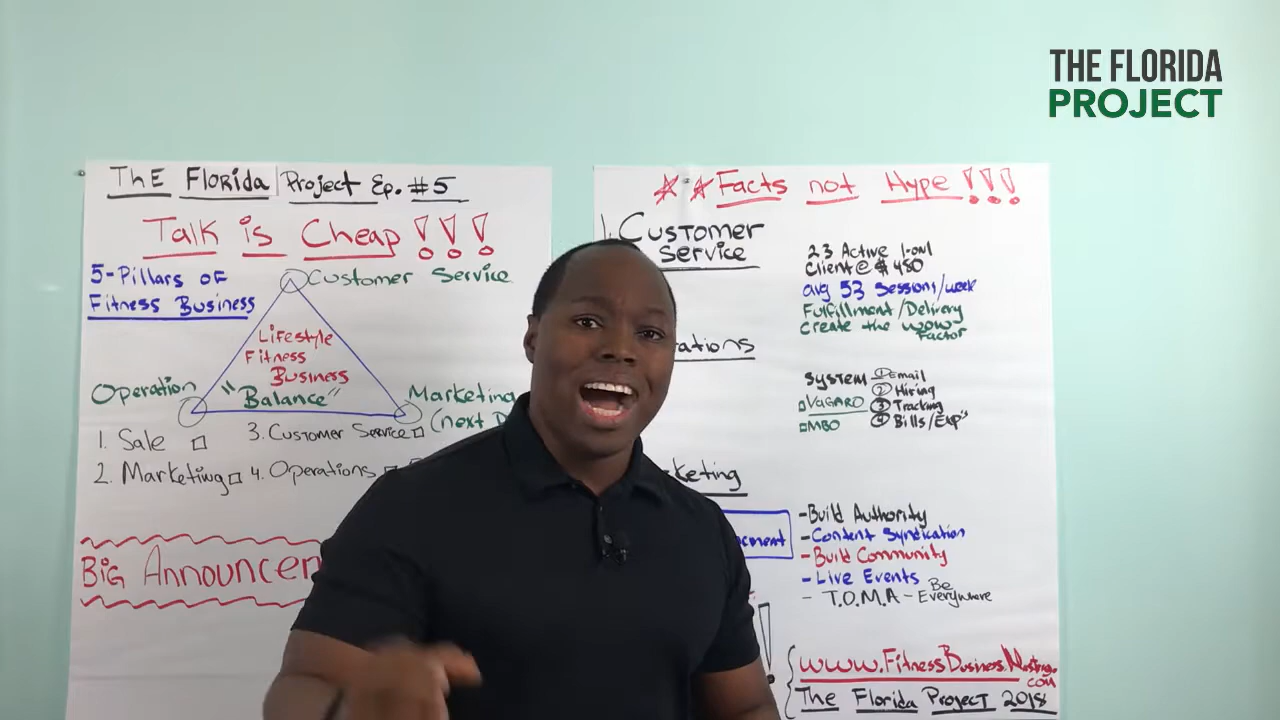 THE FLORIDA
PROJECT
THE FLORIDA Project Ep. #5
Talk is Cheap !!!
5-Pillars of
Fitness Business
Customer Service
Lifestyle
Fitness
Business
"Balance"
Operation
Marketing
(next
1. Sale
3. Customer Service
2. Marketing
4. Operations
BIG Announcem
Facts not Hype !!!
1. Customer
Service
23 Active 1-on1
Client @ $ 450
avg 53 Sessions/week
Fulfillment/Delivery
Create the wow
Factor
rations
System
① Email
② Hiring
③ Tracking
④ Bills/Exp's
VAGARO
MBO
keting
- Build Authority
- Content Syndication
- Build Community
- Live Events
- T.O.M.A - Be Everywhere
www.FitnessBusiness
.com
The Florida Project 2018